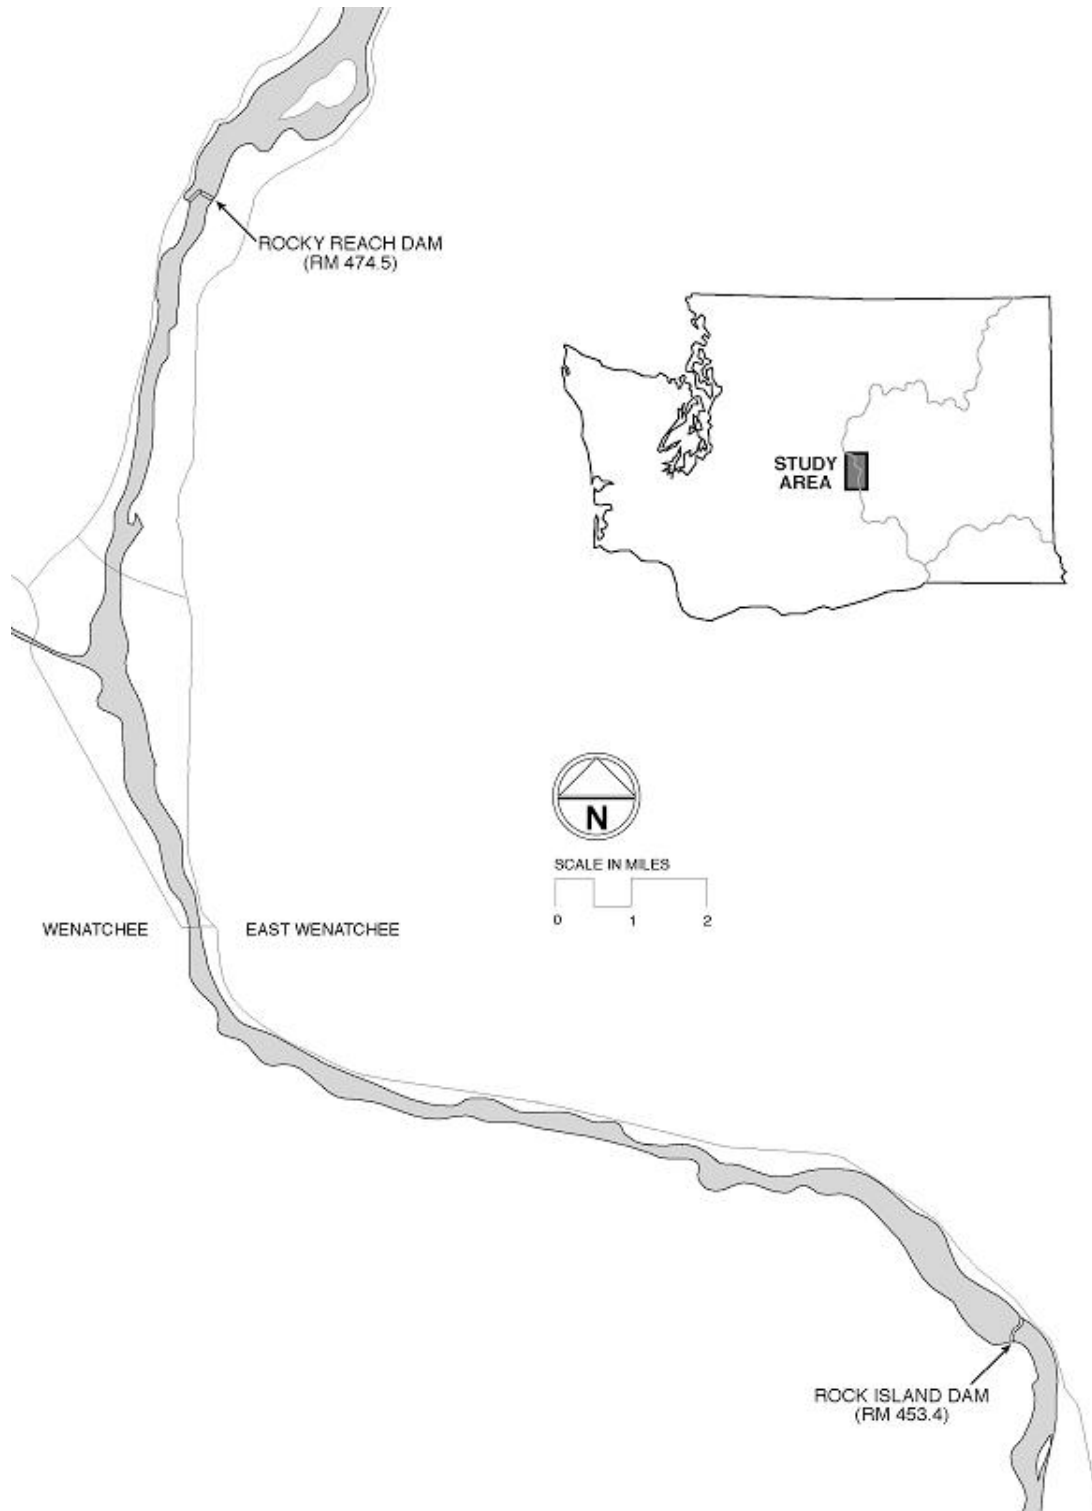 ROCKY REACH DAM
(RM 474.5)
STUDY
AREA
N
SCALE IN MILES
0 1 2
WENATCHEE
EAST WENATCHEE
ROCK ISLAND DAM
(RM 453.4)